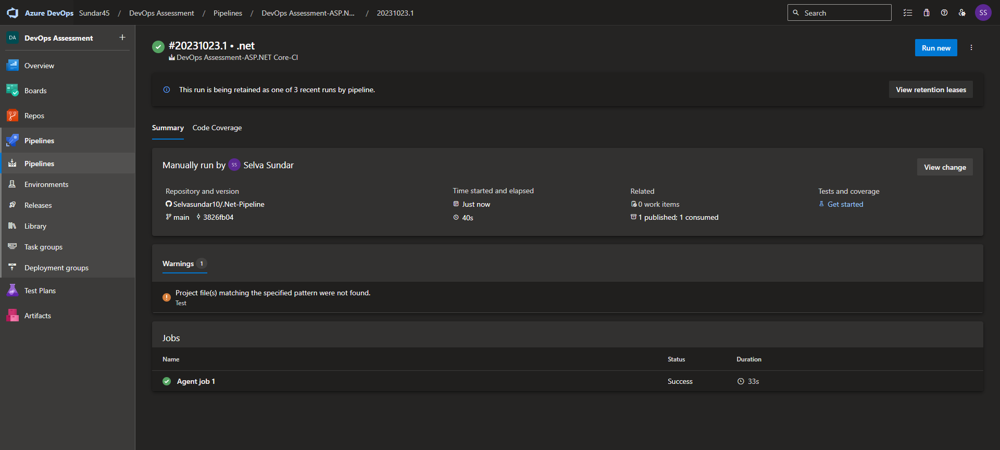 Azure DevOps Sundar45 / DevOps Assessment / Pipelines / DevOps Assessment-ASP.N... / 20231023.1
Search
SS
DA DevOps Assessment +
Overview
Boards
Repos
Pipelines
Pipelines
Environments
Releases
Library
Task groups
Deployment groups
Test Plans
Artifacts
#20231023.1 • .net
DevOps Assessment-ASP.NET Core-CI
Run new
This run is being retained as one of 3 recent runs by pipeline.
View retention leases
Summary Code Coverage
Manually run by SS Selva Sundar
View change
Repository and version
Selvasundar10/.Net-Pipeline
main 3826fb04
Time started and elapsed
Just now
40s
Related
0 work items
1 published; 1 consumed
Tests and coverage
Get started
Warnings 1
Project file(s) matching the specified pattern were not found.
Test
Jobs
Name Status Duration
Agent job 1 Success 33s